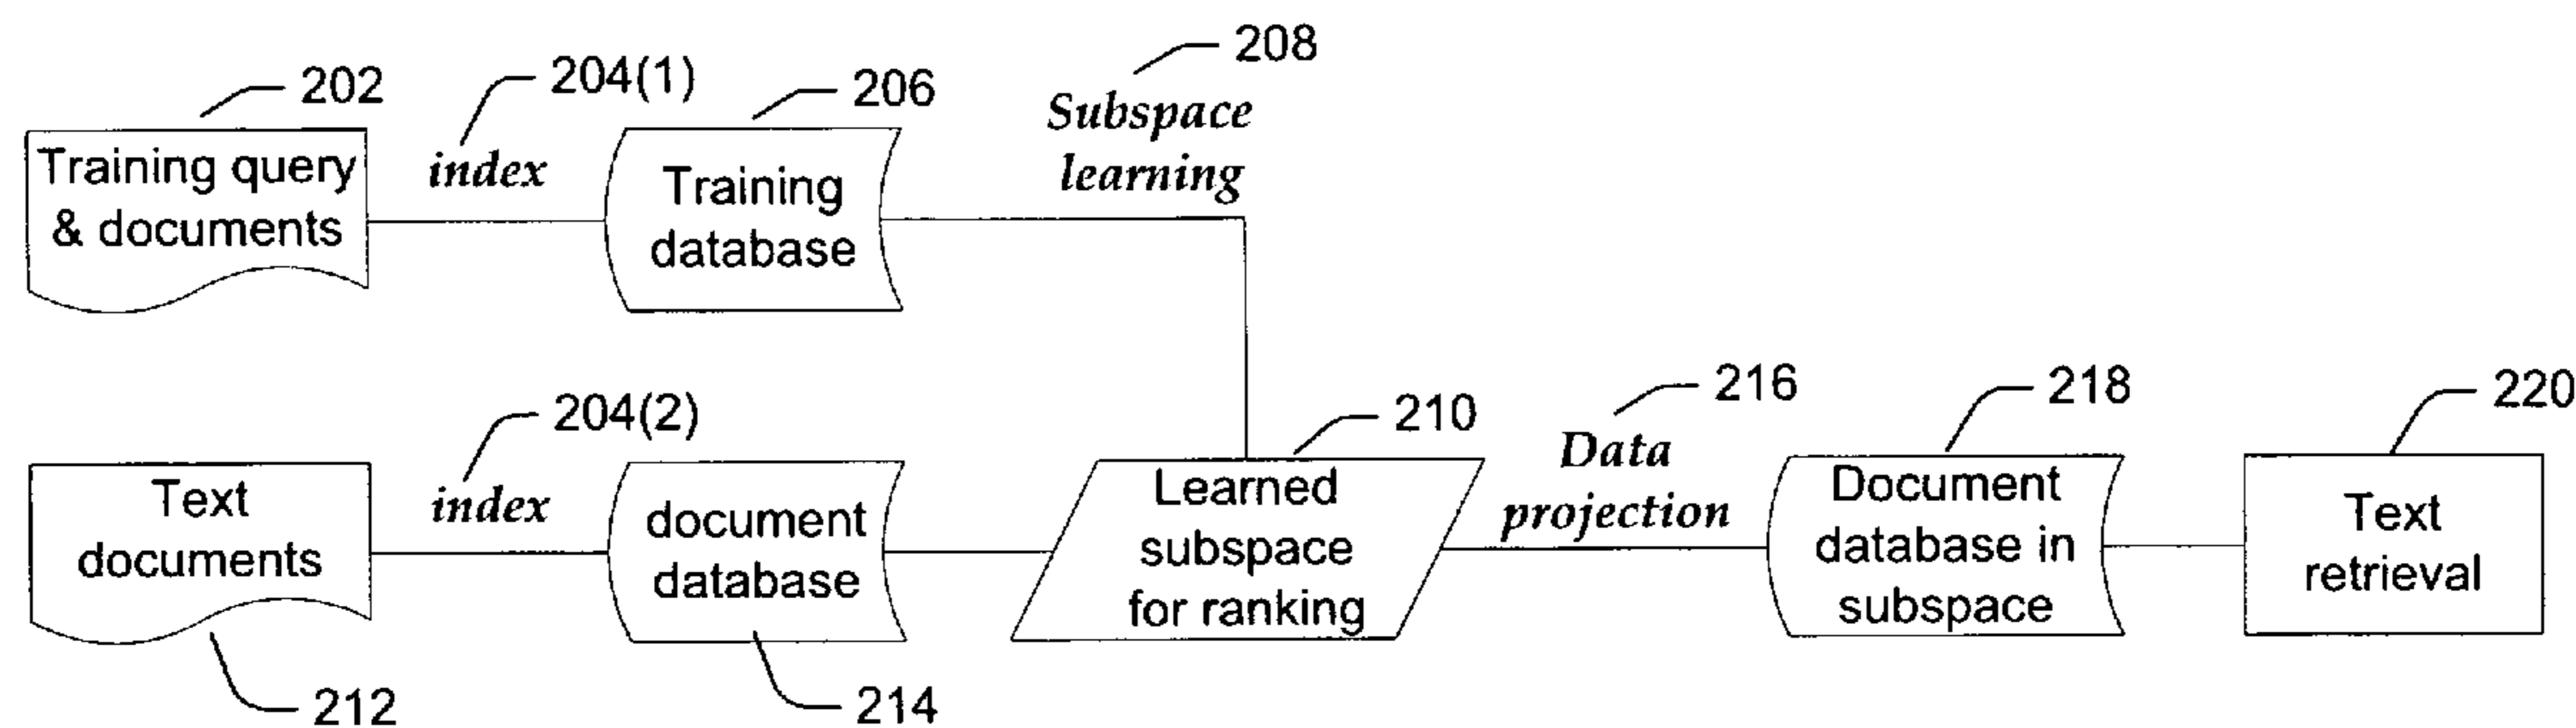 208
202
204(1)
206
Subspace
learning
Training query
& documents
index
Training
database
204(2)
210
216
218
220
Text
documents
index
document
database
Learned
subspace
for ranking
Data
projection
Document
database in
subspace
Text
retrieval
212
214